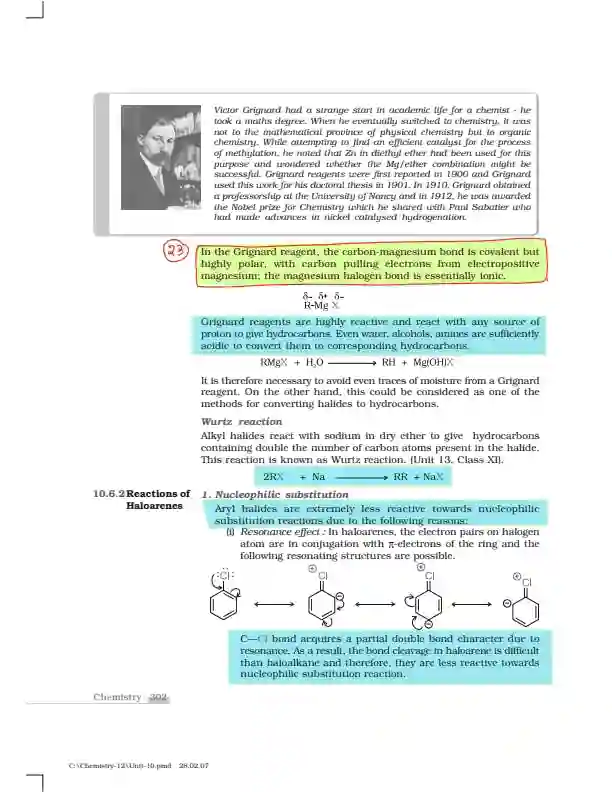 Victor Grignard had a strange start in academic life for a chemist - he
took a maths degree. When he eventually switched to chemistry, it was
not to the mathematical province of physical chemistry but to organic
chemistry. While attempting to find an efficient catalyst for the process
of methylation, he noted that Zn in diethyl ether had been used for this
purpose and wondered whether the Mg/ether combination might be
successful. Grignard reagents were first reported in 1900 and Grignard
used this work for his doctoral thesis in 1901. In 1910, Grignard obtained
a professorship at the University of Nancy and in 1912, he was awarded
the Nobel prize for Chemistry which he shared with Paul Sabatier who
had made advances in nickel catalysed hydrogenation.
23
In the Grignard reagent, the carbon-magnesium bond is covalent but
highly polar, with carbon pulling electrons from electropositive
magnesium; the magnesium halogen bond is essentially ionic.
δ– δ+ δ–
R-Mg X
Grignard reagents are highly reactive and react with any source of
proton to give hydrocarbons. Even water, alcohols, amines are sufficiently
acidic to convert them to corresponding hydrocarbons.
RMgX + H₂O ⟶ RH + Mg(OH)X
It is therefore necessary to avoid even traces of moisture from a Grignard
reagent. On the other hand, this could be considered as one of the
methods for converting halides to hydrocarbons.
Wurtz reaction
Alkyl halides react with sodium in dry ether to give hydrocarbons
containing double the number of carbon atoms present in the halide.
This reaction is known as Wurtz reaction. (Unit 13, Class XI).
2RX + Na ⟶ RR + NaX
10.6.2 Reactions of
Haloarenes
1. Nucleophilic substitution
Aryl halides are extremely less reactive towards nucleophilic
substitution reactions due to the following reasons:
(i) Resonance effect : In haloarenes, the electron pairs on halogen
atom are in conjugation with π-electrons of the ring and the
following resonating structures are possible.
:Cl: ⊕ Cl ⊕ Cl ⊕ Cl
⊖ ⊖ ⊖
C—Cl bond acquires a partial double bond character due to
resonance. As a result, the bond cleavage in haloarene is difficult
than haloalkane and therefore, they are less reactive towards
nucleophilic substitution reaction.
Chemistry 302
C:\Chemistry-12\Unit-10.pmd 28.02.07